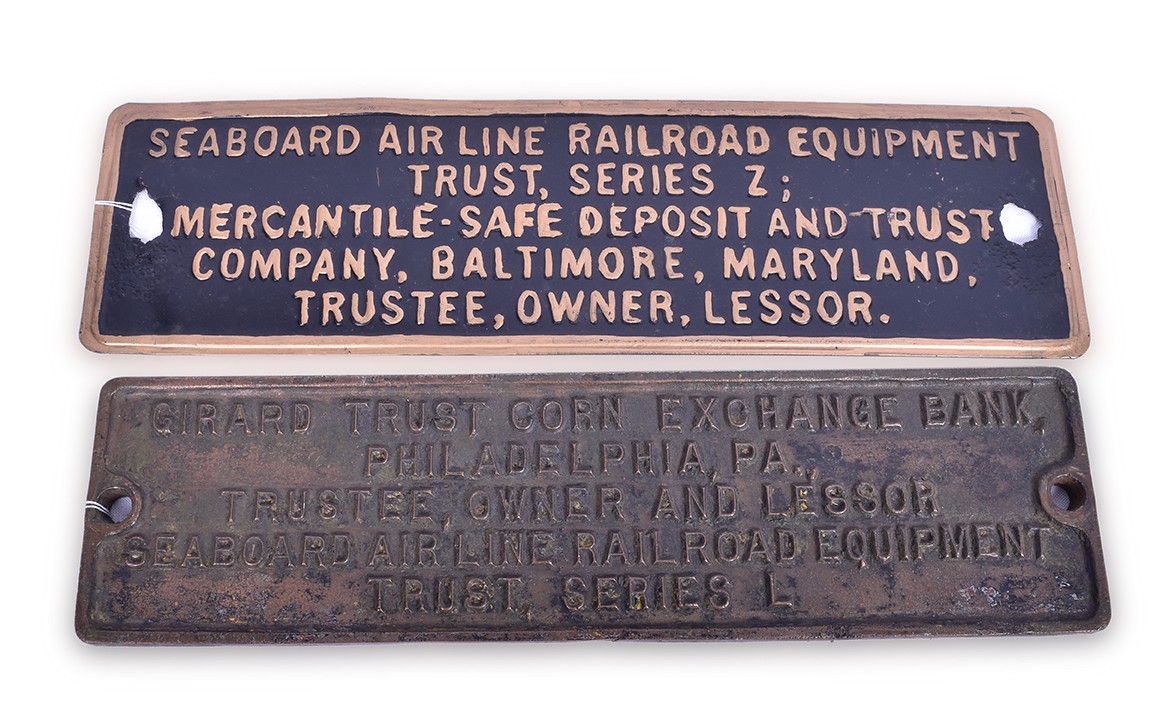 SEABOARD AIR LINE RAILROAD EQUIPMENT
TRUST, SERIES Z;
MERCANTILE-SAFE DEPOSIT AND TRUST
COMPANY, BALTIMORE, MARYLAND,
TRUSTEE, OWNER, LESSOR.
GIRARD TRUST CORN EXCHANGE BANK,
PHILADELPHIA, PA.,
TRUSTEE, OWNER AND LESSOR
SEABOARD AIR LINE RAILROAD EQUIPMENT
TRUST, SERIES L